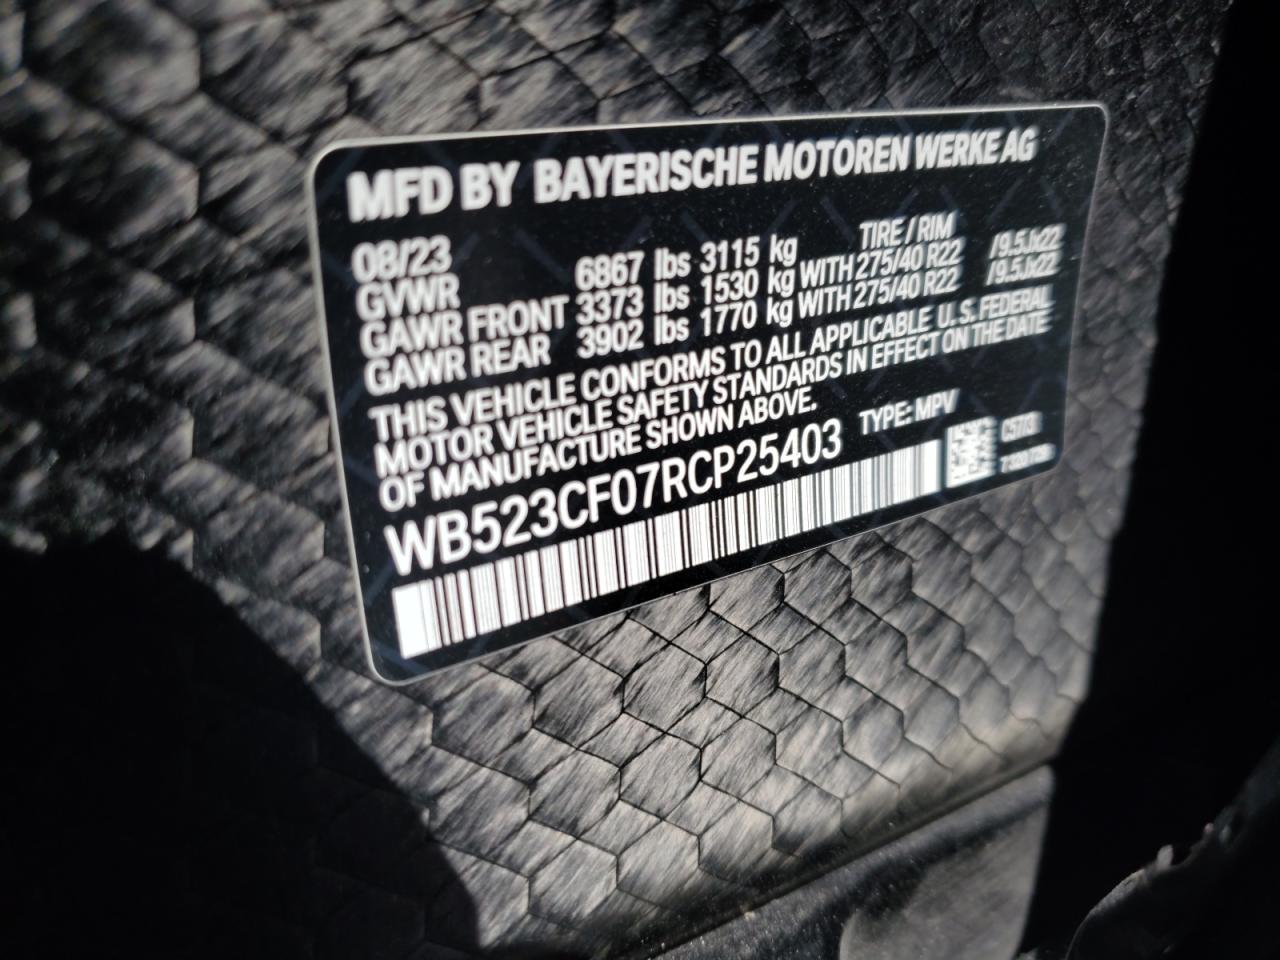 MFD BY BAYERISCHE MOTOREN WERKE AG
08/23 TIRE / RIM
GVWR 6867 lbs 3115 kg
GAWR FRONT 3373 lbs 1530 kg WITH 275/40 R22 /9.5Jx22
GAWR REAR 3902 lbs 1770 kg WITH 275/40 R22 /9.5Jx22
THIS VEHICLE CONFORMS TO ALL APPLICABLE U.S. FEDERAL
MOTOR VEHICLE SAFETY STANDARDS IN EFFECT ON THE DATE
OF MANUFACTURE SHOWN ABOVE.
WB523CF07RCP25403 TYPE: MPV